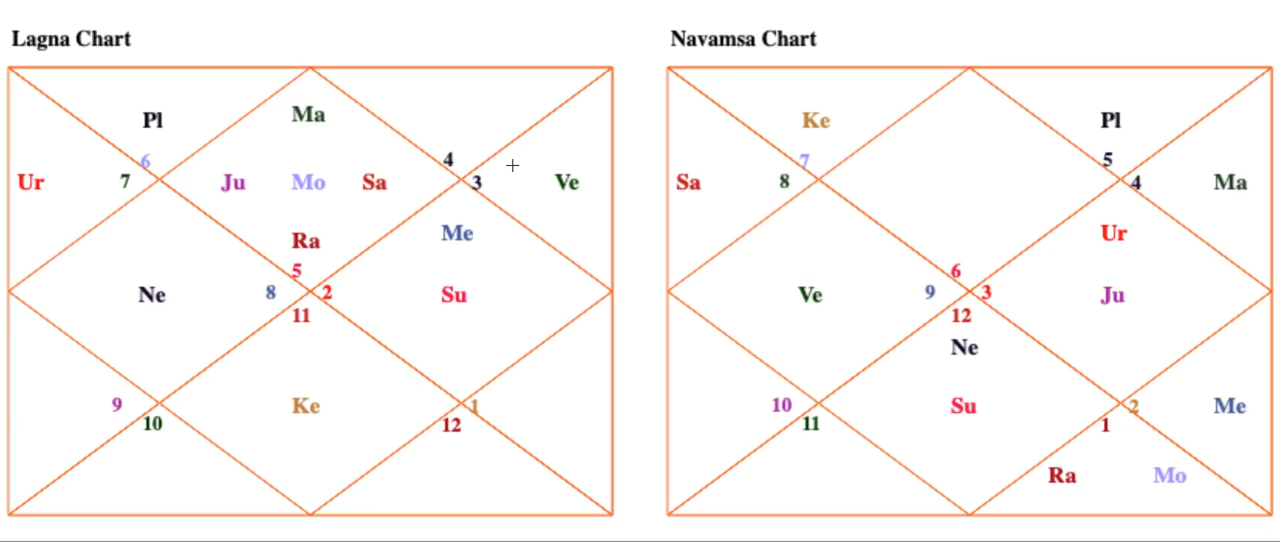 Lagna Chart
Navamsa Chart
Pl
Ma
4
6
Ur
7
Ju
Mo
Sa
3
Ve
Ra
Me
5
Ne
8
2
Su
11
9
Ke
1
10
12
Ke
Pl
5
7
Sa
8
4
Ma
Ur
6
Ve
9
3
Ju
12
Ne
10
Su
2
Me
11
1
Ra
Mo